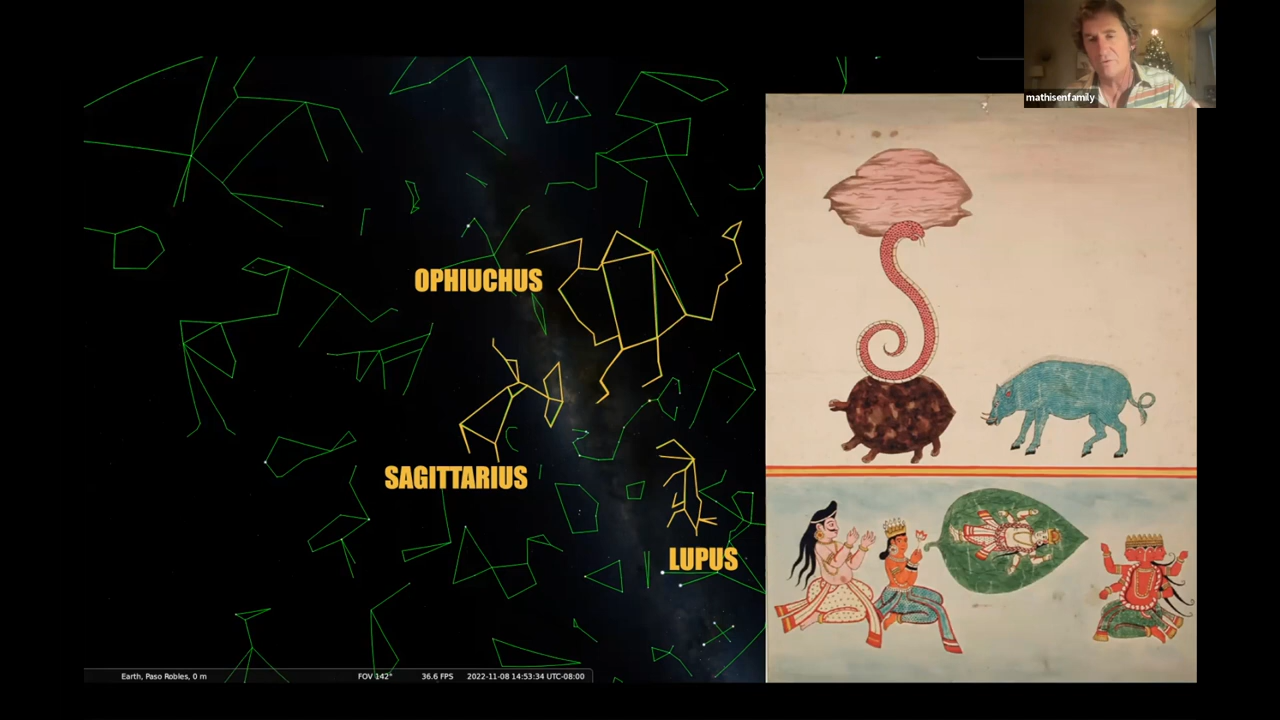 mathisenfamily
OPHIUCHUS
SAGITTARIUS
LUPUS
Earth, Paso Robles, 0 m FOV 142° 36.6 FPS 2022-11-08 14:53:34 UTC-08:00